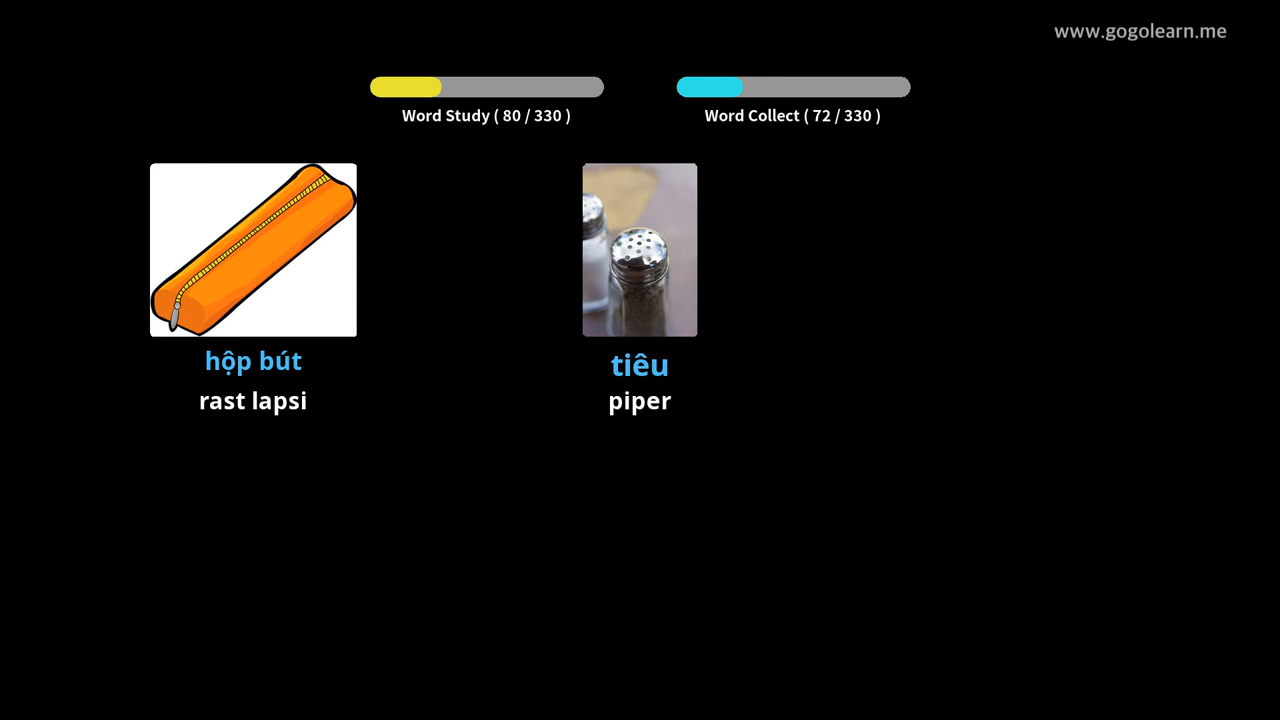 www.gogolearn.me
Word Study ( 80 / 330 )
Word Collect ( 72 / 330 )
hộp bút
rast lapsi
tiêu
piper